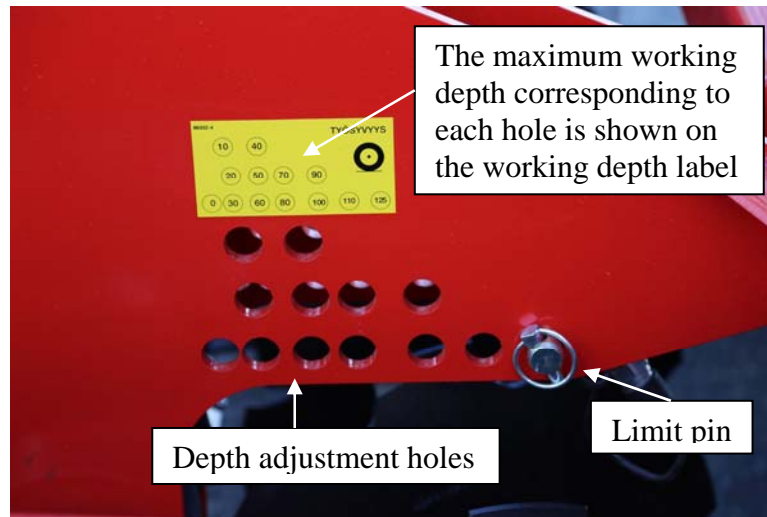 The maximum working
depth corresponding to
each hole is shown on
the working depth label
TYÖSYVYYS
10 40
20 50 70 90
0 30 60 80 100 110 125
Depth adjustment holes
Limit pin